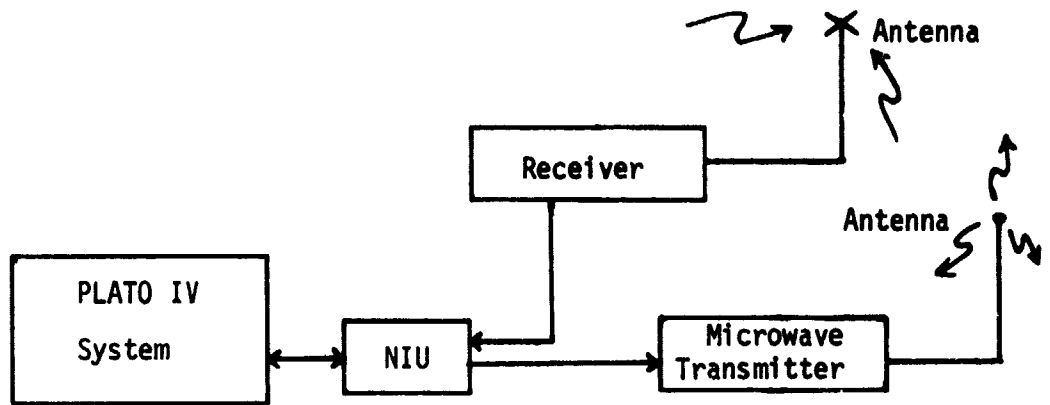 Antenna
Receiver
Antenna
PLATO IV
System
NIU
Microwave
Transmitter